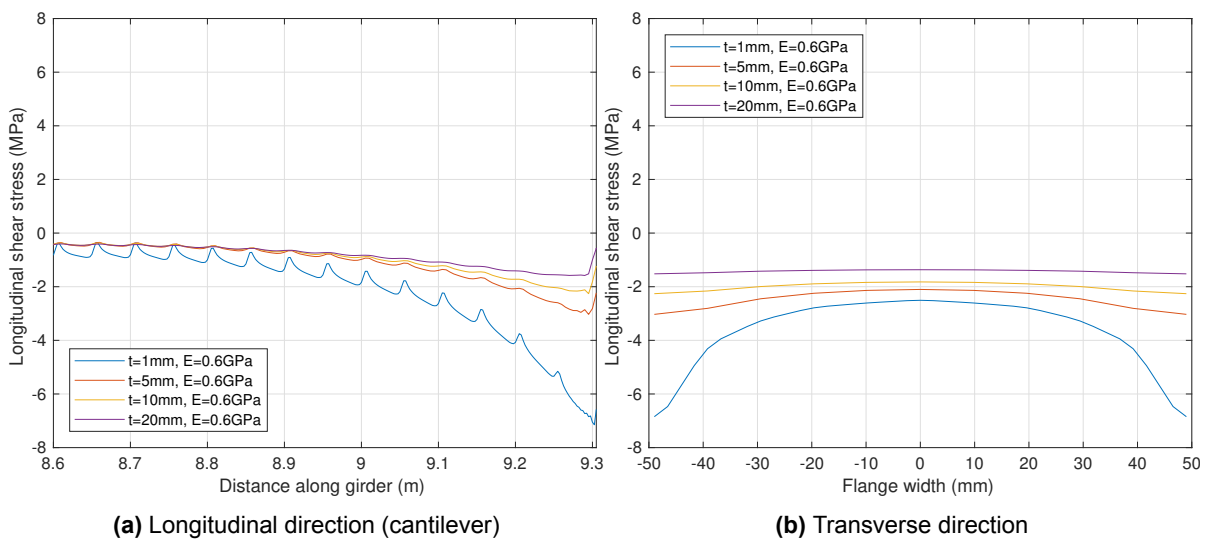 8
6
4
2
0
-2
-4
-6
-8
Longitudinal shear stress (MPa)
t=1mm, E=0.6GPa
t=5mm, E=0.6GPa
t=10mm, E=0.6GPa
t=20mm, E=0.6GPa
8.6 8.7 8.8 8.9 9 9.1 9.2 9.3
Distance along girder (m)
(a) Longitudinal direction (cantilever)
8
6
4
2
0
-2
-4
-6
-8
Longitudinal shear stress (MPa)
t=1mm, E=0.6GPa
t=5mm, E=0.6GPa
t=10mm, E=0.6GPa
t=20mm, E=0.6GPa
-50 -40 -30 -20 -10 0 10 20 30 40 50
Flange width (mm)
(b) Transverse direction